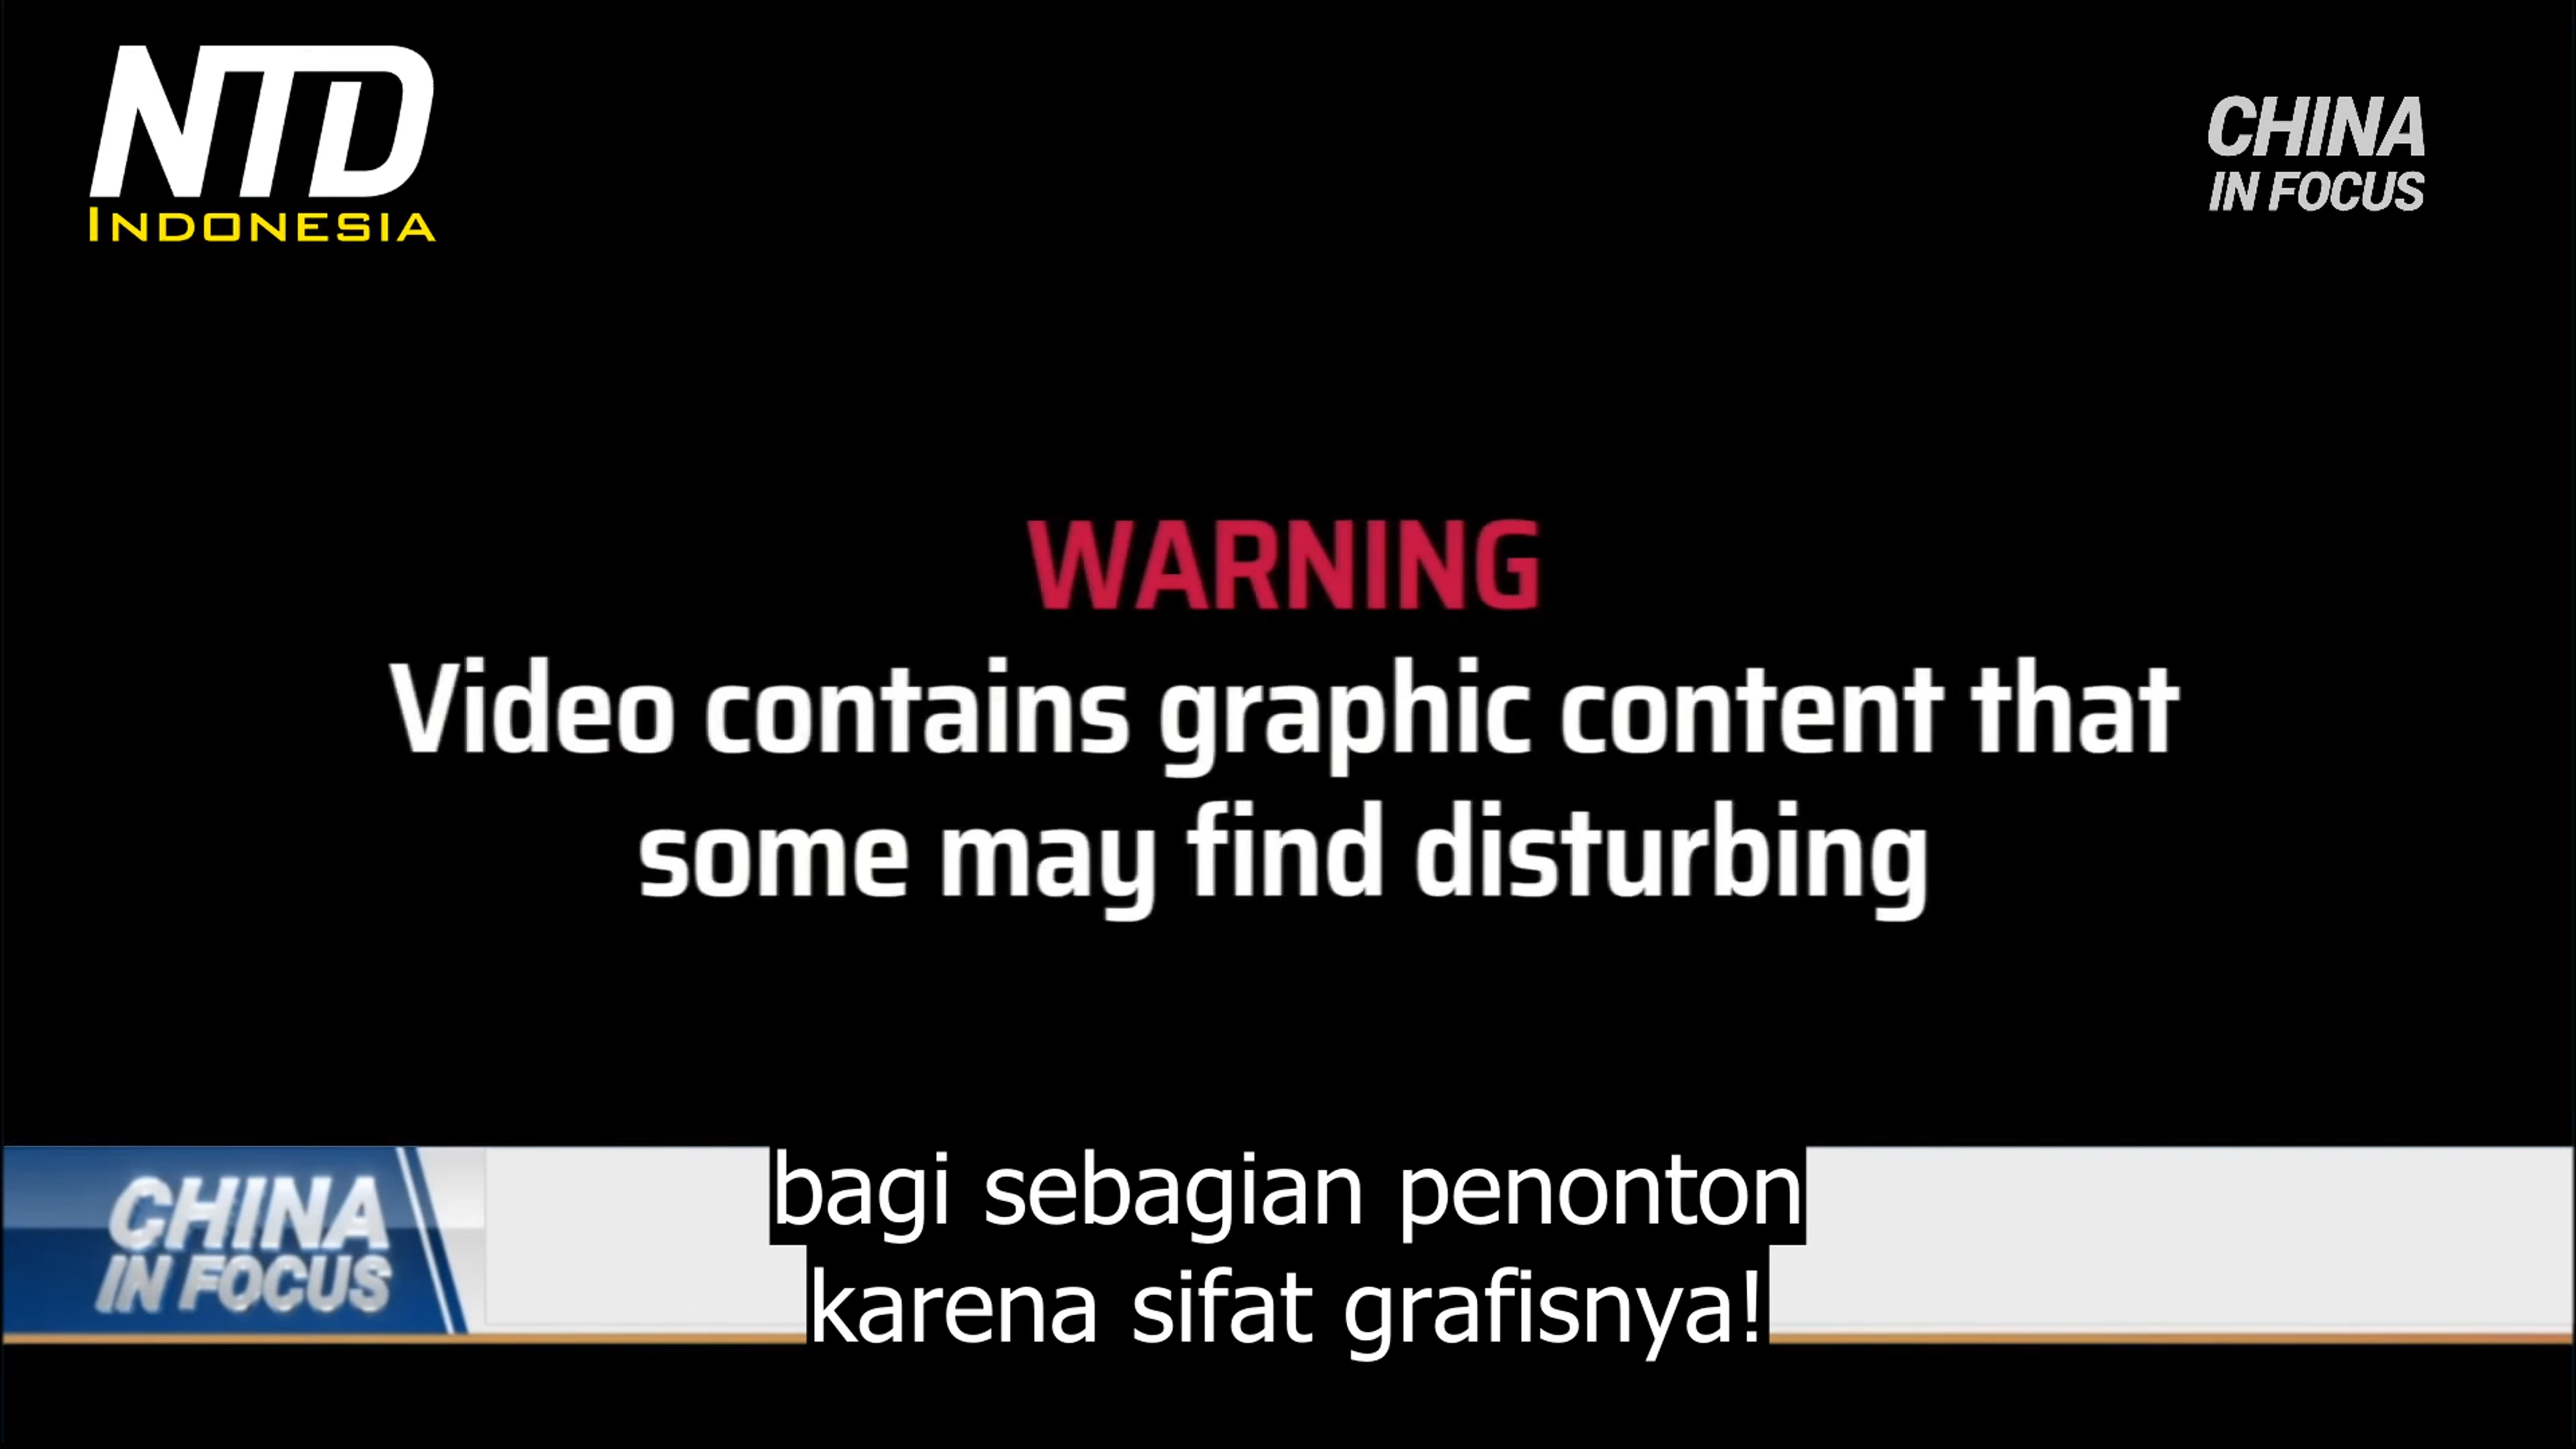 NTD
INDONESIA
CHINA
IN FOCUS
WARNING
Video contains graphic content that
some may find disturbing
CHINA
IN FOCUS
bagi sebagian penonton
karena sifat grafisnya!